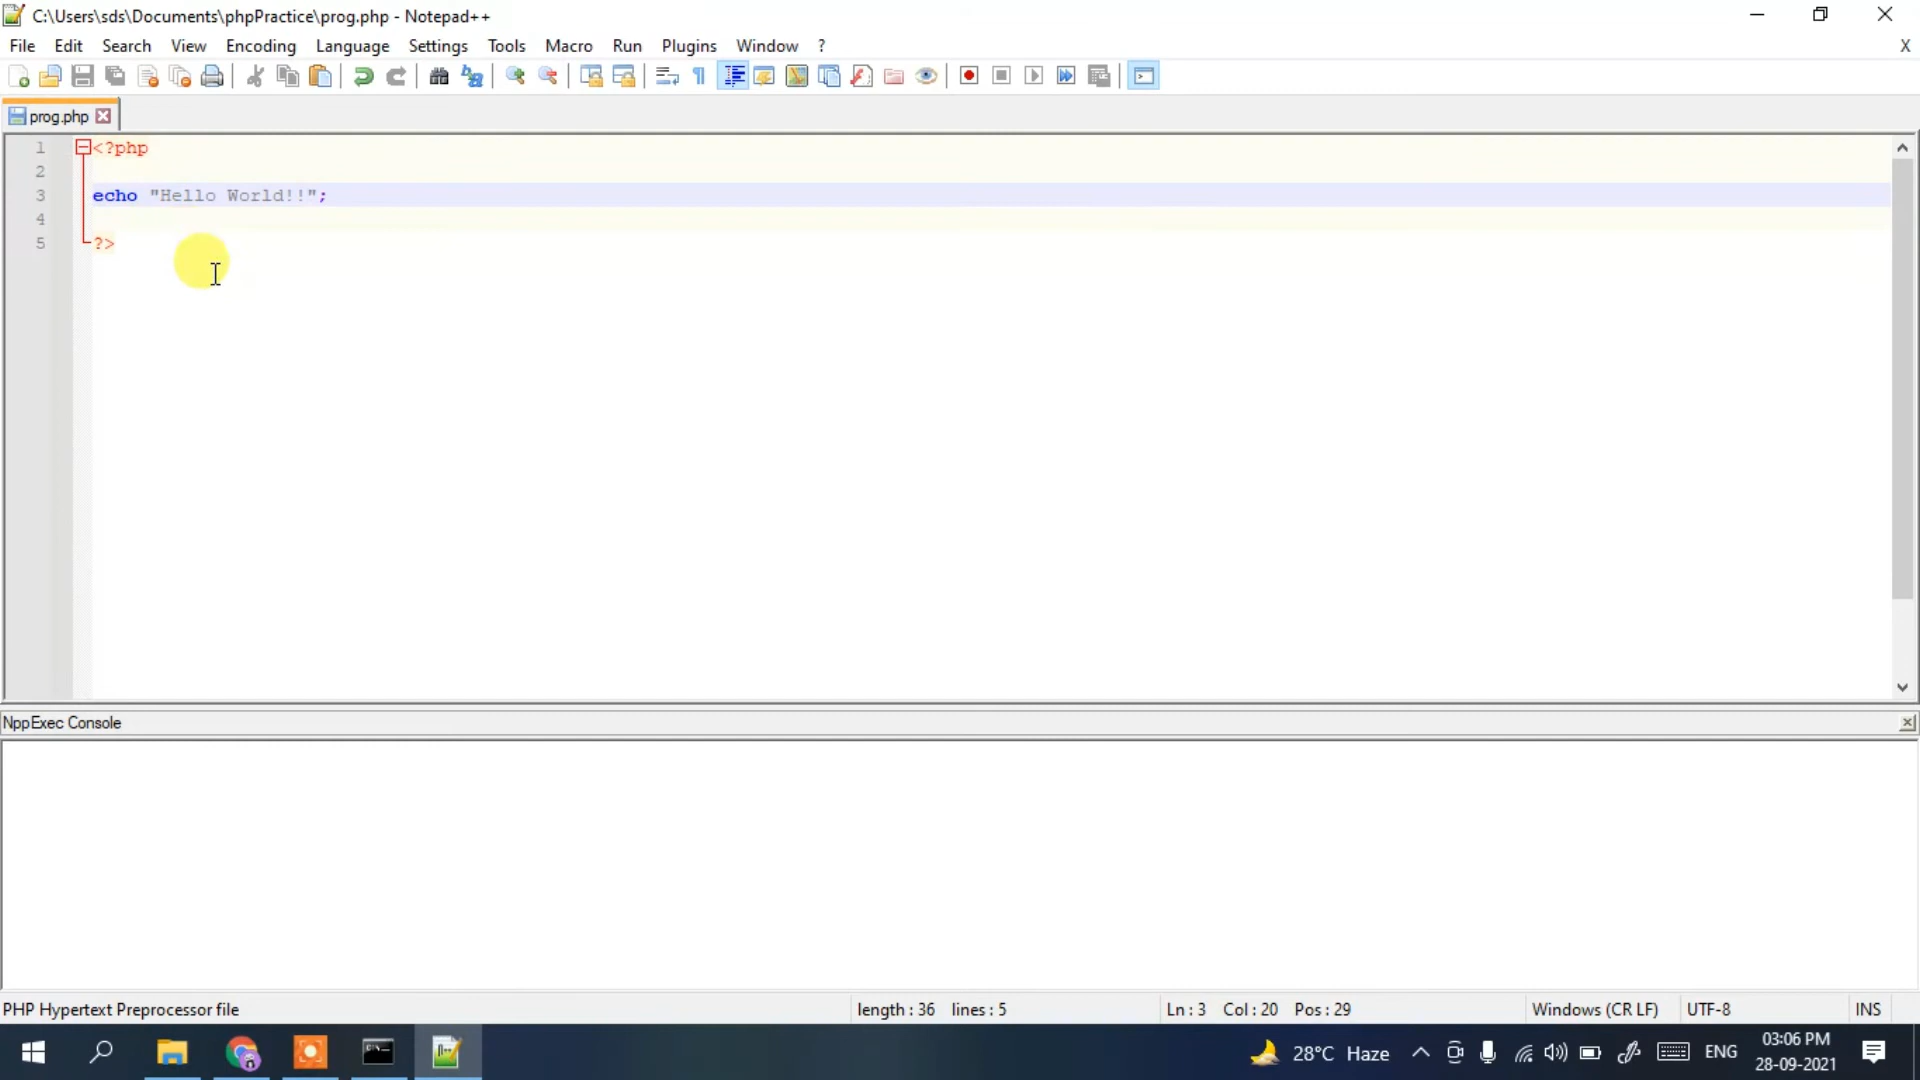 C:\Users\sds\Documents\phpPractice\prog.php - Notepad++
File Edit Search View Encoding Language Settings Tools Macro Run Plugins Window ? X
prog.php
1 <?php
2
3 echo "Hello World!!";
4
5 ?>
NppExec Console
PHP Hypertext Preprocessor file length : 36 lines : 5 Ln : 3 Col : 20 Pos : 29 Windows (CR LF) UTF-8 INS
28°C Haze ENG 03:06 PM
28-09-2021